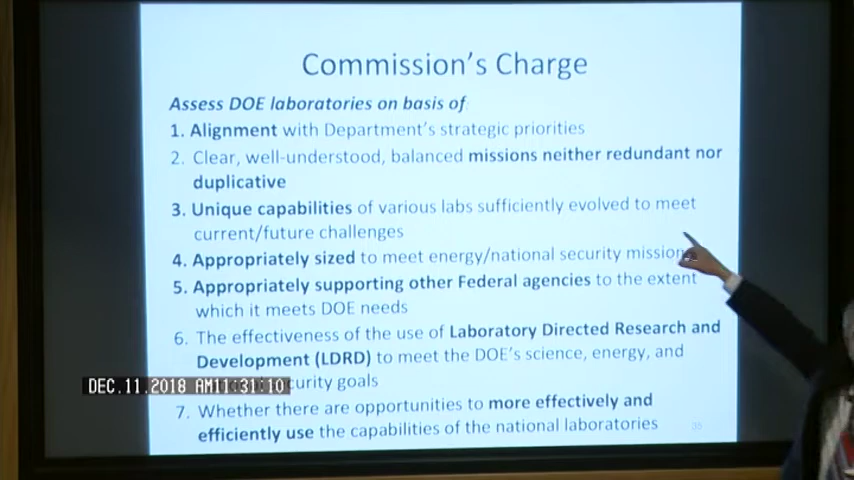 Commission's Charge
Assess DOE laboratories on basis of:
1. Alignment with Department's strategic priorities
2. Clear, well-understood, balanced missions neither redundant nor
duplicative
3. Unique capabilities of various labs sufficiently evolved to meet
current/future challenges
4. Appropriately sized to meet energy/national security mission
5. Appropriately supporting other Federal agencies to the extent
which it meets DOE needs
6. The effectiveness of the use of Laboratory Directed Research and
Development (LDRD) to meet the DOE's science, energy, and
curity goals
DEC.11.2018 AM11:31:10
7. Whether there are opportunities to more effectively and
efficiently use the capabilities of the national laboratories
35